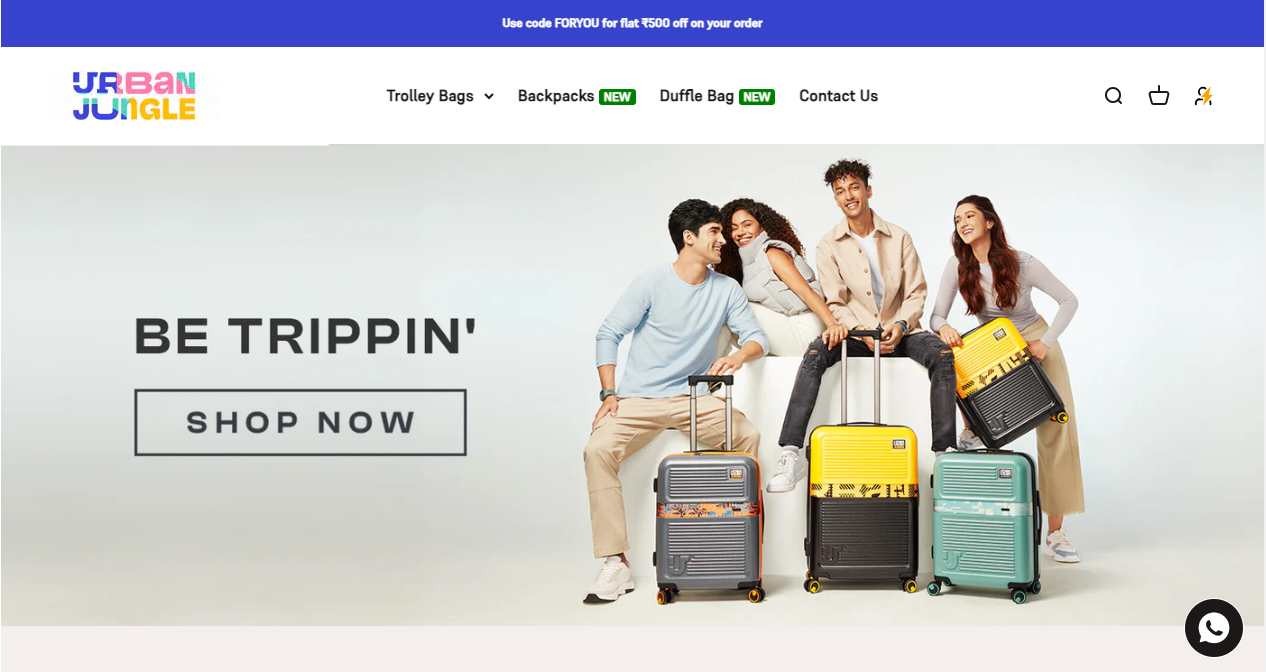 Use code FORYOU for flat ₹500 off on your order
URBAN
JUNGLE
Trolley Bags
Backpacks NEW
Duffle Bag NEW
Contact Us
BE TRIPPIN'
SHOP NOW